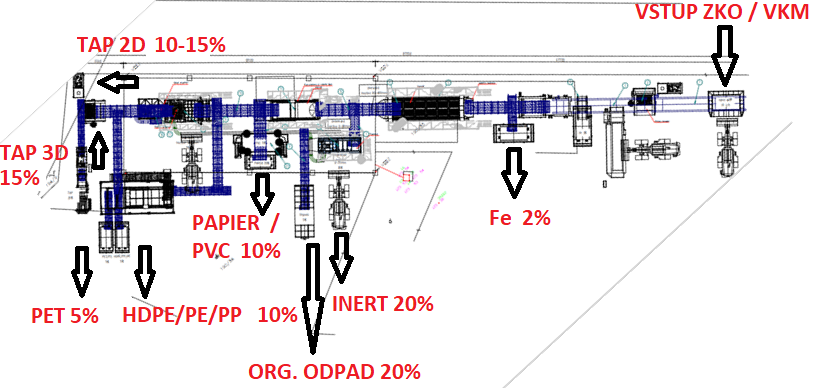 VSTUP ZKO / VKM
TAP 2D 10-15%
TAP 3D
15%
PAPIER /
PVC 10%
Fe 2%
PET 5%
HDPE/PE/PP 10%
INERT 20%
ORG. ODPAD 20%